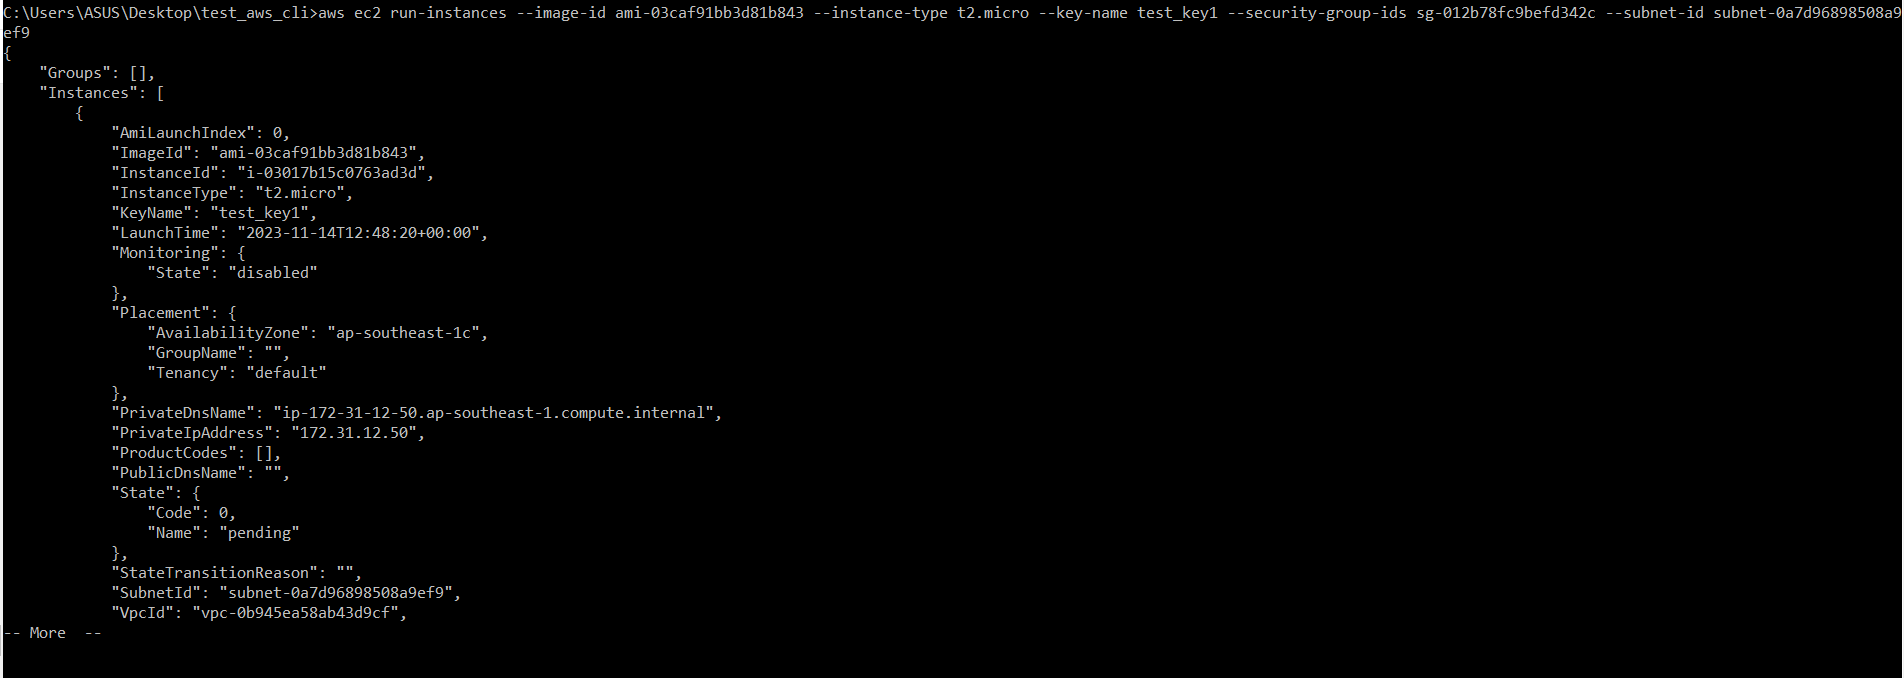 C:\Users\ASUS\Desktop\test_aws_cli>aws ec2 run-instances --image-id ami-03caf91bb3d81b843 --instance-type t2.micro --key-name test_key1 --security-group-ids sg-012b78fc9befd342c --subnet-id subnet-0a7d96898508a9
ef9
{
    "Groups": [],
    "Instances": [
        {
            "AmiLaunchIndex": 0,
            "ImageId": "ami-03caf91bb3d81b843",
            "InstanceId": "i-03017b15c0763ad3d",
            "InstanceType": "t2.micro",
            "KeyName": "test_key1",
            "LaunchTime": "2023-11-14T12:48:20+00:00",
            "Monitoring": {
                "State": "disabled"
            },
            "Placement": {
                "AvailabilityZone": "ap-southeast-1c",
                "GroupName": "",
                "Tenancy": "default"
            },
            "PrivateDnsName": "ip-172-31-12-50.ap-southeast-1.compute.internal",
            "PrivateIpAddress": "172.31.12.50",
            "ProductCodes": [],
            "PublicDnsName": "",
            "State": {
                "Code": 0,
                "Name": "pending"
            },
            "StateTransitionReason": "",
            "SubnetId": "subnet-0a7d96898508a9ef9",
            "VpcId": "vpc-0b945ea58ab43d9cf",
-- More  --